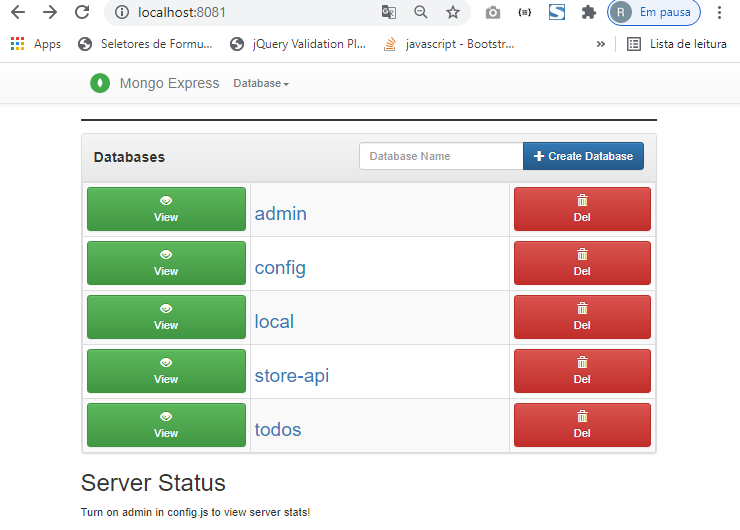 localhost:8081
R Em pausa
Apps Seletores de Formu... jQuery Validation Pl... javascript - Bootstr... » Lista de leitura
Mongo Express Database
Databases Database Name Create Database
View admin Del
View config Del
View local Del
View store-api Del
View todos Del
Server Status
Turn on admin in config.js to view server stats!